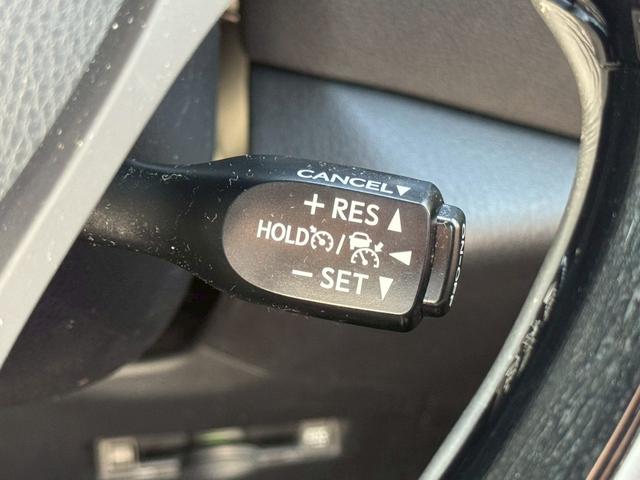 CANCEL▼
+ RES ▲
HOLD / ◀
− SET ▼